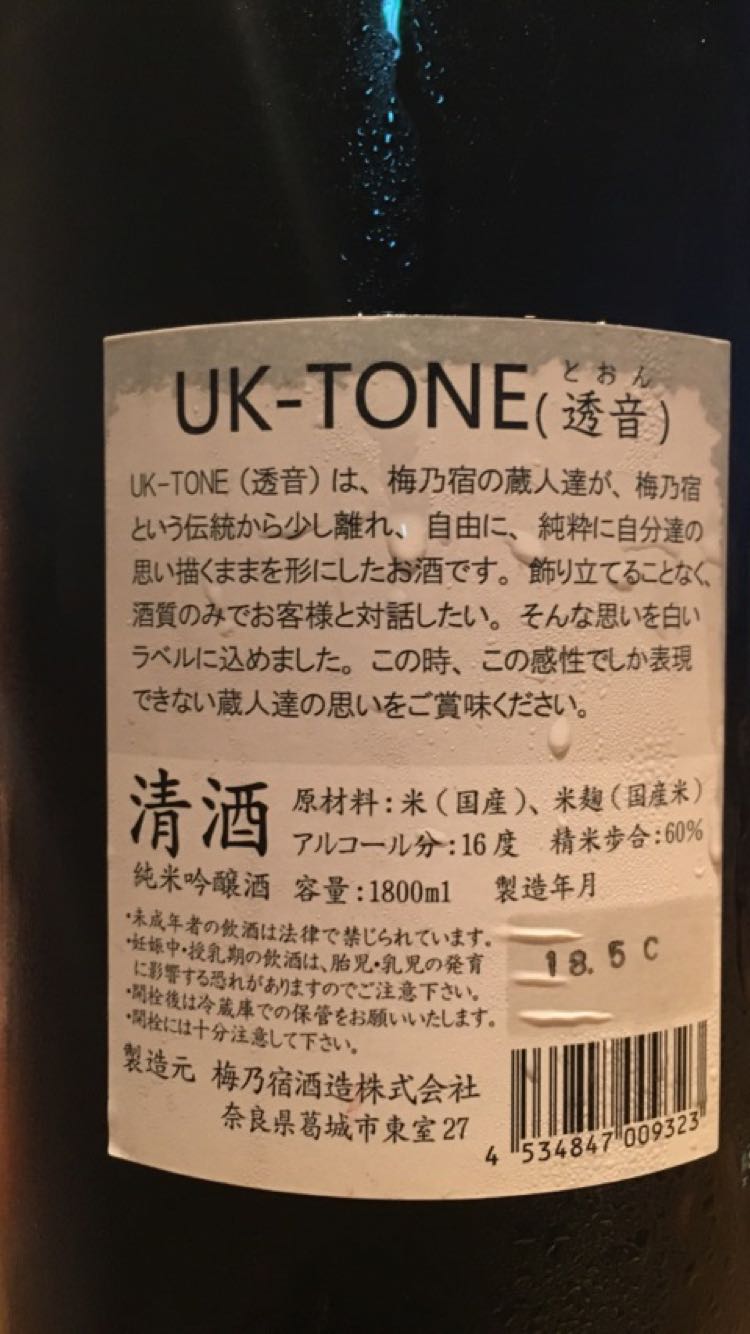 とおん
UK-TONE(透音)
UK-TONE（透音）は、梅乃宿の蔵人達が、梅乃宿
という伝統から少し離れ、自由に、純粋に自分達の
思い描くままを形にしたお酒です。飾り立てることなく、
酒質のみでお客様と対話したい。そんな思いを白い
ラベルに込めました。この時、この感性でしか表現
できない蔵人達の思いをご賞味ください。
清酒
純米吟醸酒
原材料:米（国産）、米麹（国産米）
アルコール分:16度 精米歩合:60%
容量:1800ml 製造年月
18.5 C
・未成年者の飲酒は法律で禁じられています。
・妊娠中・授乳期の飲酒は、胎児・乳児の発育
に影響する恐れがありますのでご注意下さい。
・開栓後は冷蔵庫での保管をお願いいたします。
・開栓には十分注意して下さい。
製造元 梅乃宿酒造株式会社
奈良県葛城市東室27
4 534847 009323